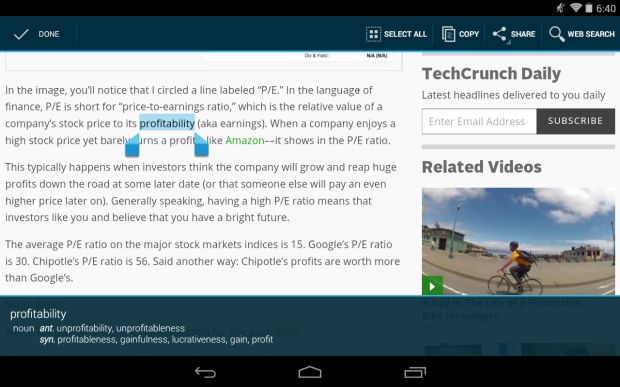 6:40
DONE
SELECT ALL
COPY
SHARE
WEB SEARCH
Div & Yield:
N/A (N/A)
In the image, you'll notice that I circled a line labeled “P/E.” In the language of
finance, P/E is short for “price-to-earnings ratio,” which is the relative value of a
company's stock price to its profitability (aka earnings). When a company enjoys a
high stock price yet barely turns a profit, like Amazon––it shows in the P/E ratio.
This typically happens when investors think the company will grow and reap huge
profits down the road at some later date (or that someone else will pay an even
higher price later on). Generally speaking, having a high P/E ratio means that
investors like you and believe that you have a bright future.
The average P/E ratio on the major stock markets indices is 15. Google's P/E ratio
is 30. Chipotle's P/E ratio is 56. Said another way: Chipotle's profits are worth more
than Google's.
TechCrunch Daily
Latest headlines delivered to you daily
Enter Email Address
SUBSCRIBE
Related Videos
A Day in The Life of a Postmates
Bike Messenger
profitability
noun ant. unprofitability, unprofitableness
syn. profitableness, gainfulness, lucrativeness, gain, profit